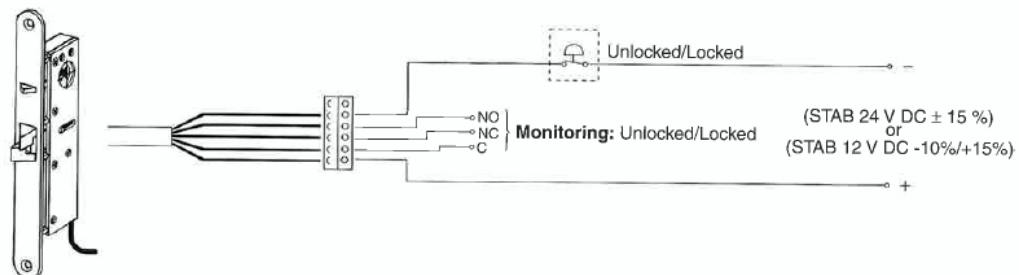 Unlocked/Locked
−
NO
NC
C
Monitoring: Unlocked/Locked
(STAB 24 V DC ± 15 %)
or
(STAB 12 V DC -10%/+15%)
+